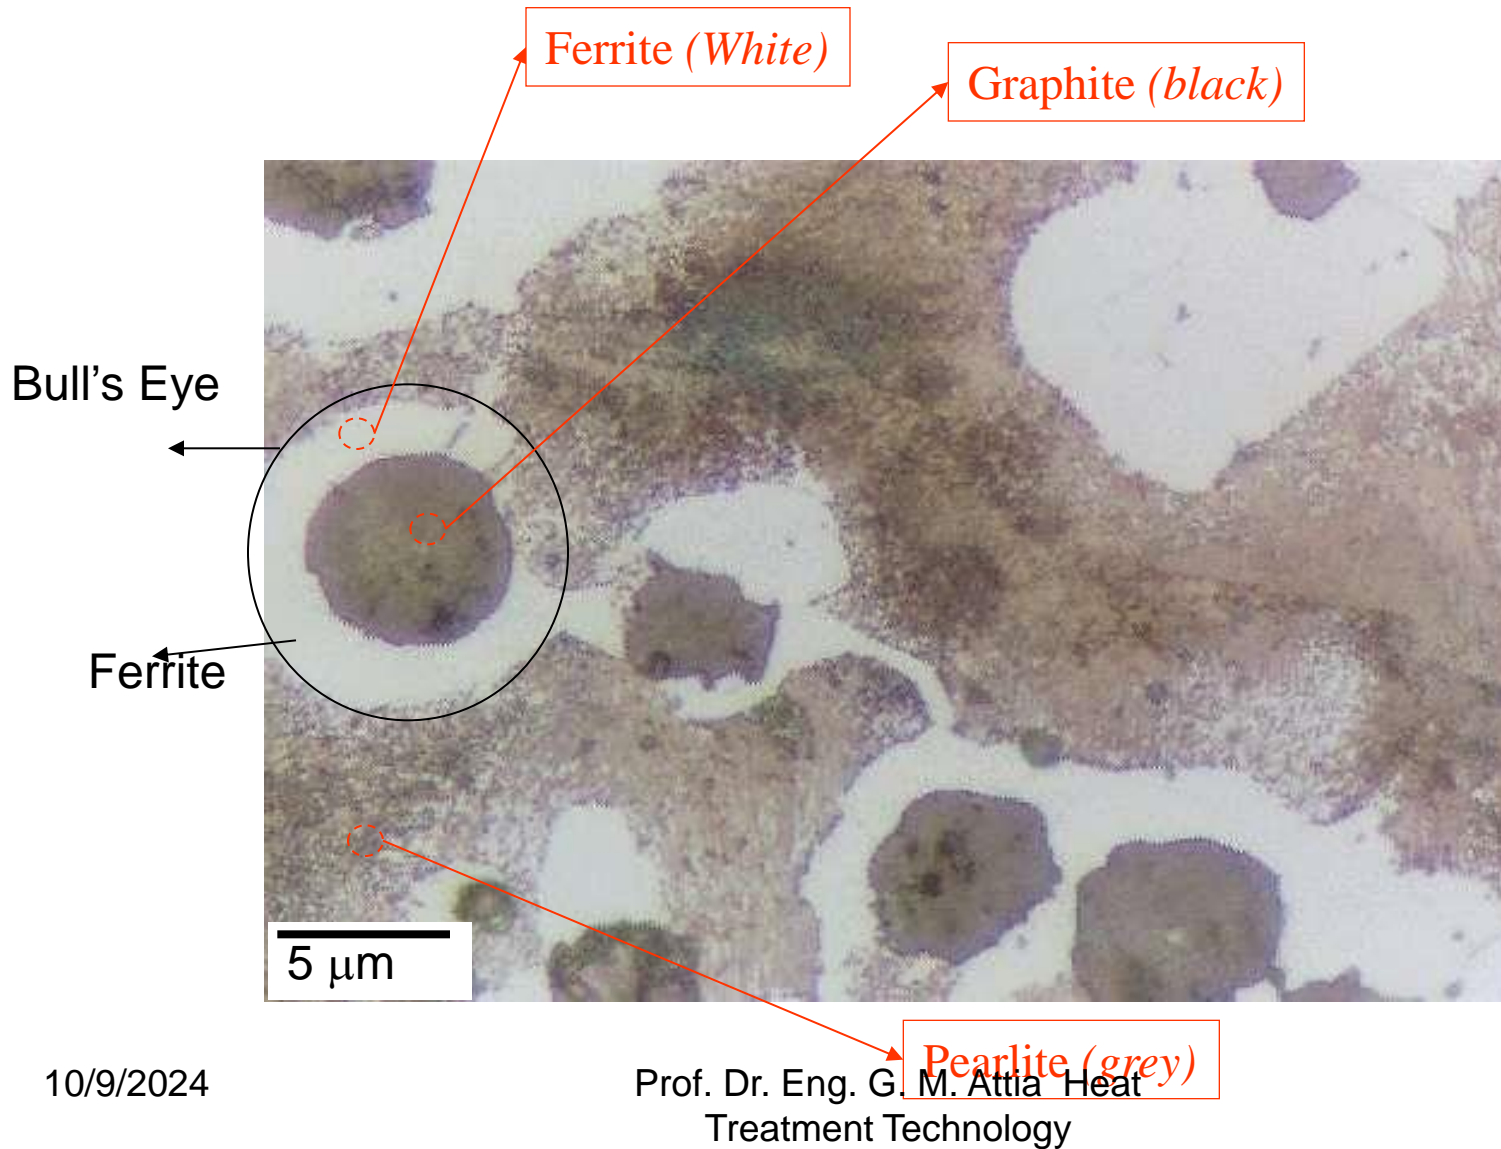 Ferrite (White)
Graphite (black)
Bull's Eye
Ferrite
5 μm
Pearlite (grey)
10/9/2024
Prof. Dr. Eng. G. M. Attia Heat
Treatment Technology